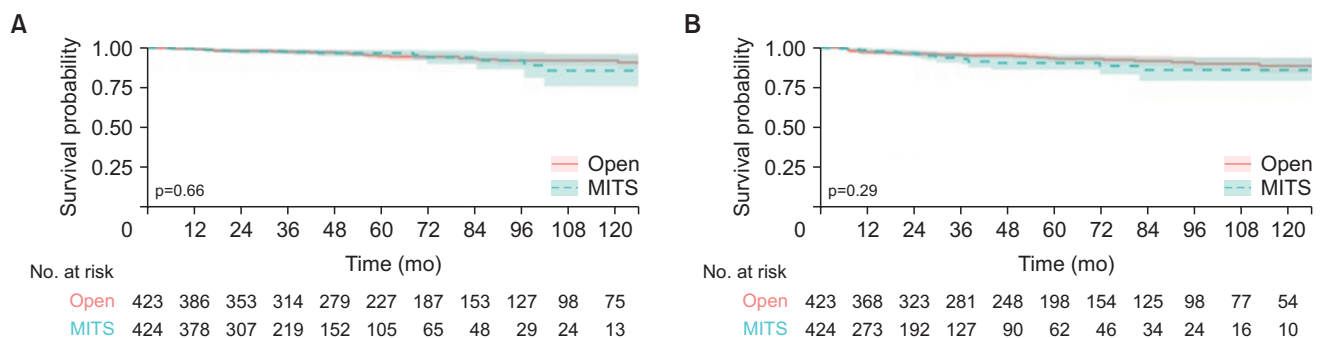 A
Survival probability
1.00
0.75
0.50
0.25
p=0.66
Open
MITS
0 12 24 36 48 60 72 84 96 108 120
Time (mo)
No. at risk
Open 423 386 353 314 279 227 187 153 127 98 75
MITS 424 378 307 219 152 105 65 48 29 24 13
B
Survival probability
1.00
0.75
0.50
0.25
p=0.29
Open
MITS
0 12 24 36 48 60 72 84 96 108 120
Time (mo)
No. at risk
Open 423 368 323 281 248 198 154 125 98 77 54
MITS 424 273 192 127 90 62 46 34 24 16 10